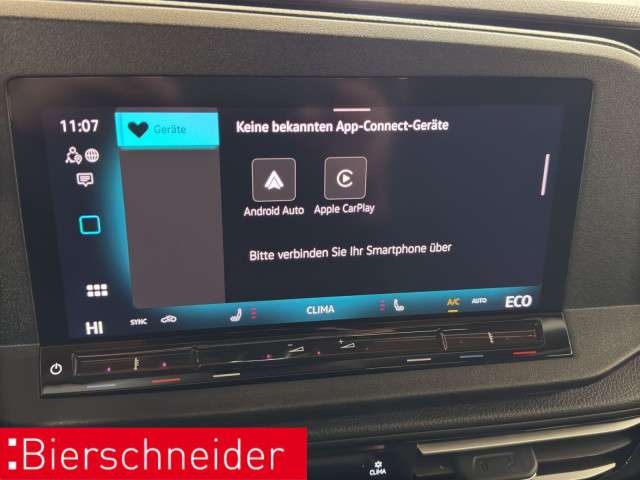 11:07
Geräte
Keine bekannten App-Connect-Geräte
Android Auto Apple CarPlay
Bitte verbinden Sie Ihr Smartphone über
HI SYNC CLIMA A/C AUTO ECO
Bierschneider
CLIMA